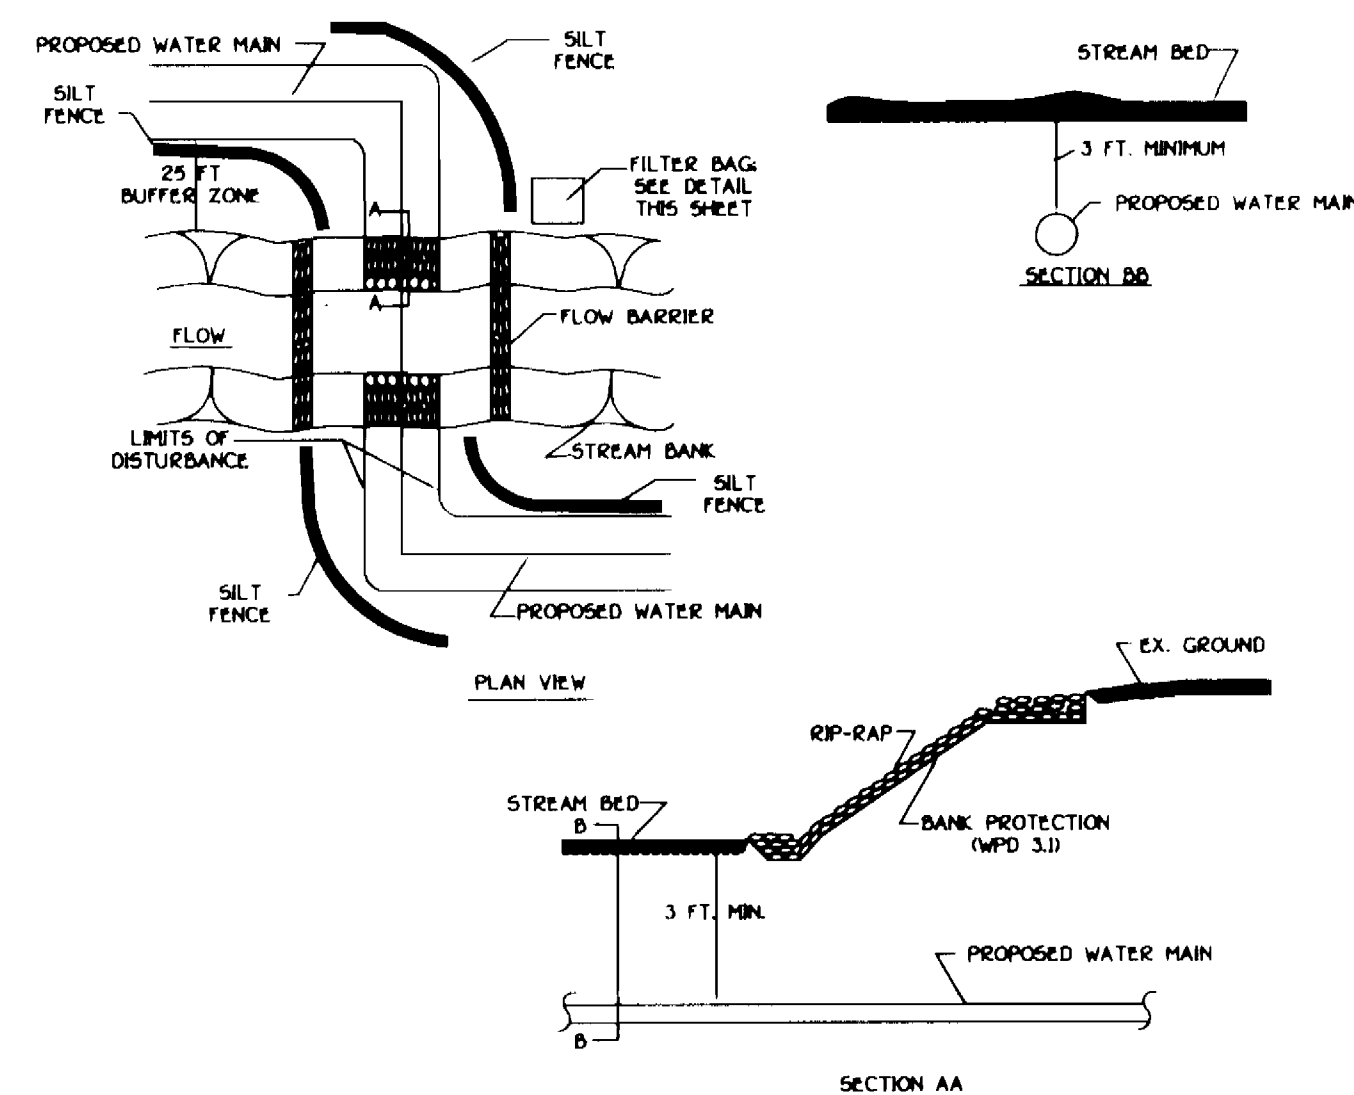 PROPOSED WATER MAIN
SILT
FENCE
SILT
FENCE
25 FT
BUFFER ZONE
FILTER BAG;
SEE DETAIL
THIS SHEET
A
A
FLOW
FLOW BARRIER
LIMITS OF
DISTURBANCE
STREAM BANK
SILT
FENCE
SILT
FENCE
PROPOSED WATER MAIN
PLAN VIEW
STREAM BED
3 FT. MINIMUM
PROPOSED WATER MAIN
SECTION BB
EX. GROUND
RIP-RAP
BANK PROTECTION
(WPD 3.1)
STREAM BED
B
3 FT. MIN.
PROPOSED WATER MAIN
B
SECTION AA